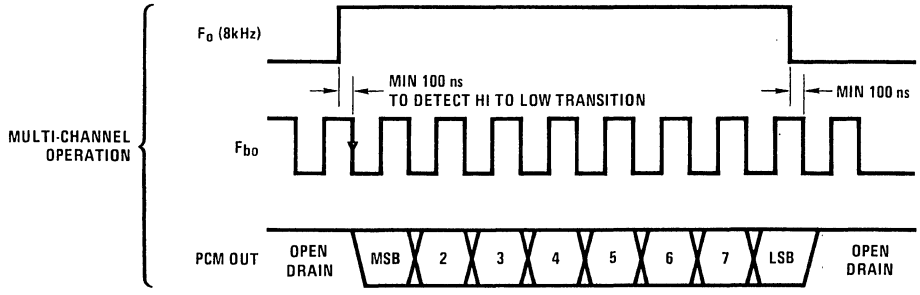 F₀ (8kHz)
MIN 100 ns
TO DETECT HI TO LOW TRANSITION
MIN 100 ns
MULTI-CHANNEL
OPERATION
Fbo
PCM OUT
OPEN
DRAIN
MSB 2 3 4 5 6 7 LSB
OPEN
DRAIN